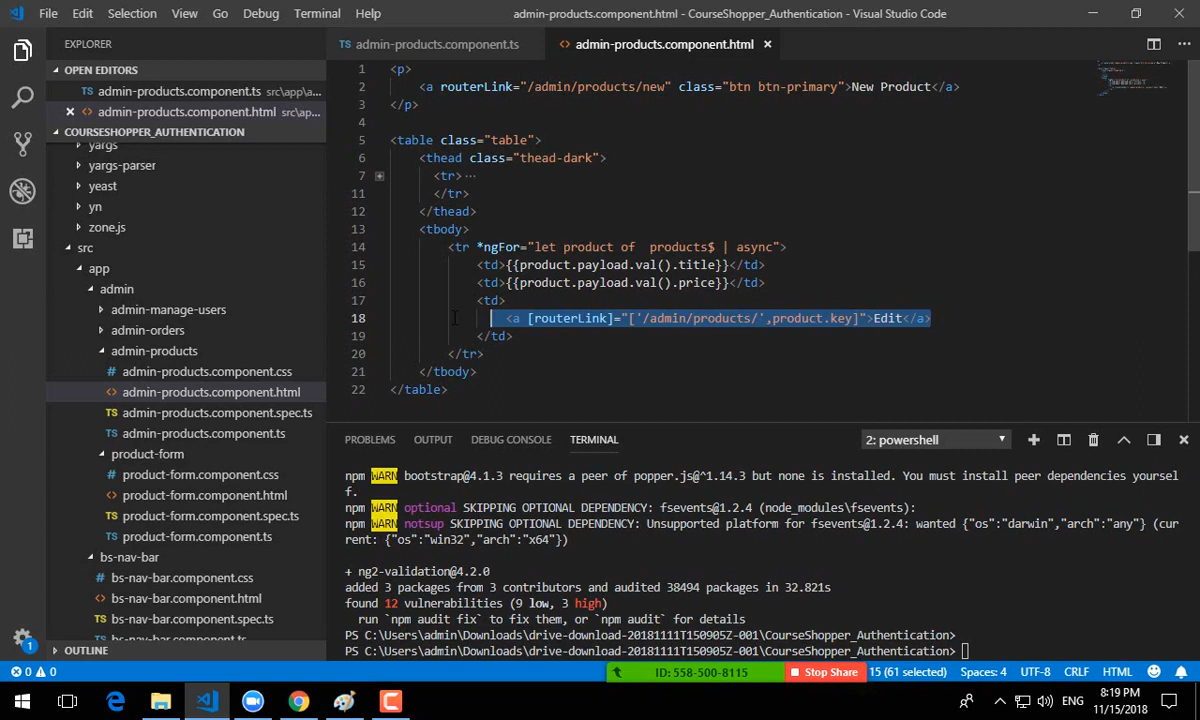 File Edit Selection View Go Debug Terminal Help
admin-products.component.html - CourseShopper_Authentication - Visual Studio Code
EXPLORER
OPEN EDITORS
TS admin-products.component.ts src\app\a...
<> admin-products.component.html src\app\a...
COURSESHOPPER_AUTHENTICATION
yargs
yargs-parser
yeast
yn
zone.js
src
app
admin
admin-manage-users
admin-orders
admin-products
admin-products.component.css
admin-products.component.html
TS admin-products.component.spec.ts
TS admin-products.component.ts
product-form
product-form.component.css
product-form.component.html
TS product-form.component.spec.ts
TS product-form.component.ts
bs-nav-bar
bs-nav-bar.component.css
bs-nav-bar.component.html
TS bs-nav-bar.component.spec.ts
TS bs-nav-bar.component.ts
OUTLINE
TS admin-products.component.ts <> admin-products.component.html
1 <p>
2 <a routerLink="/admin/products/new" class="btn btn-primary">New Product</a>
3 </p>
4
5 <table class="table">
6 <thead class="thead-dark">
7 <tr>...
11 </tr>
12 </thead>
13 <tbody>
14 <tr *ngFor="let product of  products$ | async">
15 <td>{{product.payload.val().title}}</td>
16 <td>{{product.payload.val().price}}</td>
17 <td>
18 <a [routerLink]="['/admin/products/',product.key]">Edit</a>
19 </td>
20 </tr>
21 </tbody>
22 </table>
PROBLEMS OUTPUT DEBUG CONSOLE TERMINAL 2: powershell
npm WARN bootstrap@4.1.3 requires a peer of popper.js@^1.14.3 but none is installed. You must install peer dependencies yoursel
f.
npm WARN optional SKIPPING OPTIONAL DEPENDENCY: fsevents@1.2.4 (node_modules\fsevents):
npm WARN notsup SKIPPING OPTIONAL DEPENDENCY: Unsupported platform for fsevents@1.2.4: wanted {"os":"darwin","arch":"any"} (cur
rent: {"os":"win32","arch":"x64"})
+ ng2-validation@4.2.0
added 3 packages from 3 contributors and audited 38494 packages in 32.821s
found 12 vulnerabilities (9 low, 3 high)
run `npm audit fix` to fix them, or `npm audit` for details
PS C:\Users\admin\Downloads\drive-download-20181111T150905Z-001\CourseShopper_Authentication>
PS C:\Users\admin\Downloads\drive-download-20181111T150905Z-001\CourseShopper_Authentication>
1
0 0 ID: 558-500-8115 Stop Share 15 (61 selected) Spaces: 4 UTF-8 CRLF HTML
ENG 8:19 PM
11/15/2018